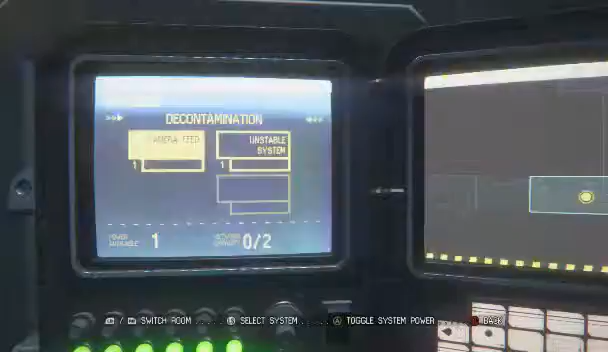 DECONTAMINATION
CAMERA FEED
UNSTABLE
SYSTEM
1
1
POWER
AVAILABLE
1
0/2
/ SWITCH ROOM
SELECT SYSTEM
A TOGGLE SYSTEM POWER
BACK